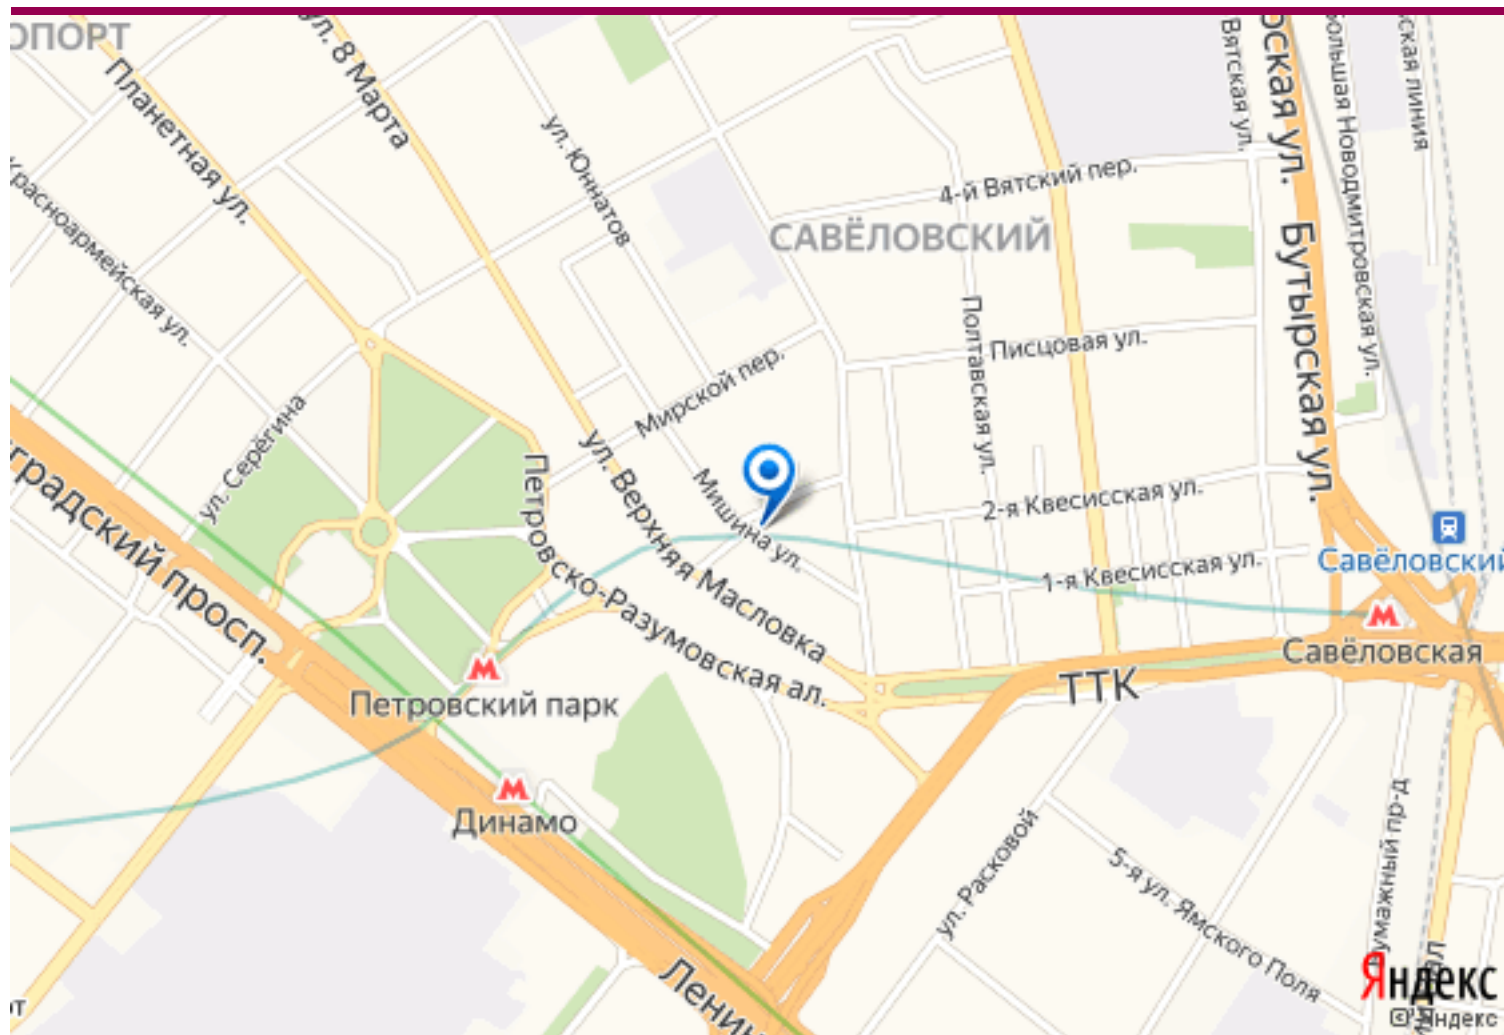 ОПОРТ
ул. 8 Марта
Планетная ул.
Красноармейская ул.
ул. Юннатов
4-й Вятский пер.
Вятская ул.
САВЁЛОВСКИЙ
Бутырская ул.
рская ул.
Большая Новодмитровская ул.
ская линия
Полтавская ул.
Писцовая ул.
Мирской пер.
ул. Серёгина
ул. Верхняя Масловка
Мишина ул.
2-я Квесисская ул.
1-я Квесисская ул.
Петровско-Разумовская ал.
градский просп.
Савёловский
Савёловская
Петровский парк
ТТК
Динамо
ул. Расковой
5-я ул. Ямского Поля
Бумажный пр-д
Ленин
Яндекс
© Яндекс